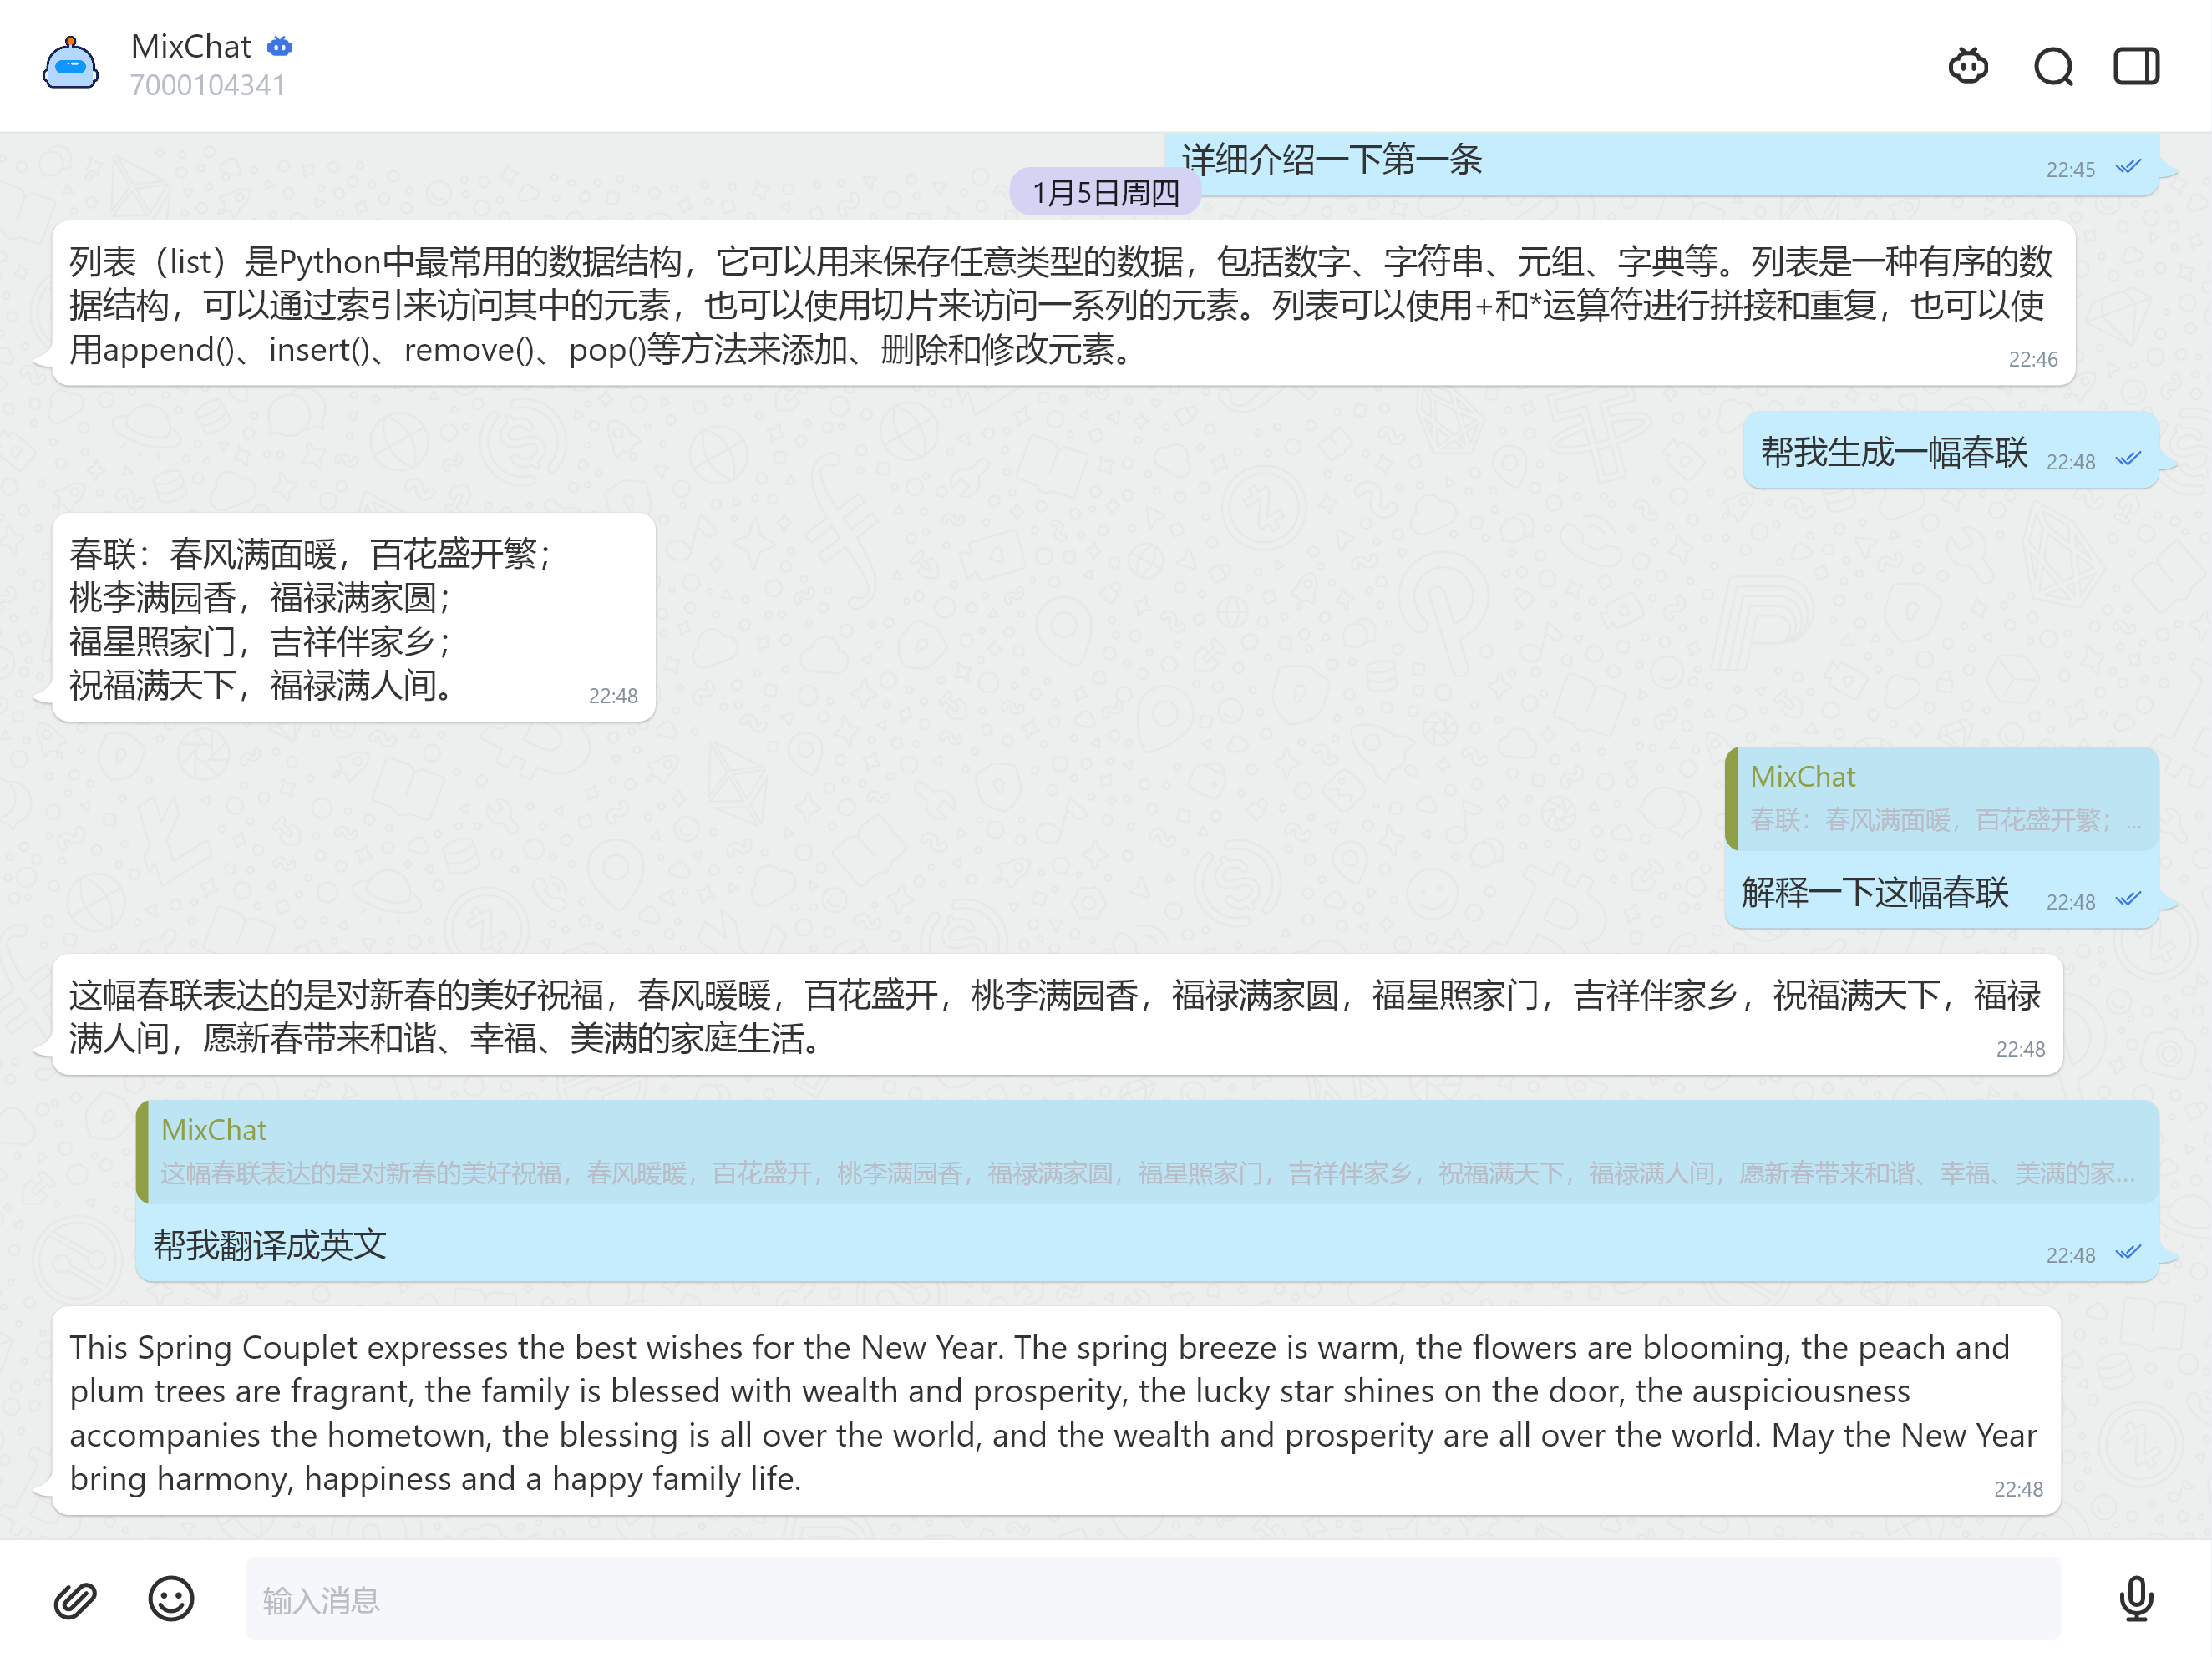 MixChat
7000104341
详细介绍一下第一条
22:45
1月5日周四
列表（list）是Python中最常用的数据结构，它可以用来保存任意类型的数据，包括数字、字符串、元组、字典等。列表是一种有序的数
据结构，可以通过索引来访问其中的元素，也可以使用切片来访问一系列的元素。列表可以使用+和*运算符进行拼接和重复，也可以使
用append()、insert()、remove()、pop()等方法来添加、删除和修改元素。
22:46
帮我生成一幅春联 22:48
春联：春风满面暖，百花盛开繁；
桃李满园香，福禄满家圆；
福星照家门，吉祥伴家乡；
祝福满天下，福禄满人间。
22:48
MixChat
春联：春风满面暖，百花盛开繁；...
解释一下这幅春联 22:48
这幅春联表达的是对新春的美好祝福，春风暖暖，百花盛开，桃李满园香，福禄满家圆，福星照家门，吉祥伴家乡，祝福满天下，福禄
满人间，愿新春带来和谐、幸福、美满的家庭生活。
22:48
MixChat
这幅春联表达的是对新春的美好祝福，春风暖暖，百花盛开，桃李满园香，福禄满家圆，福星照家门，吉祥伴家乡，祝福满天下，福禄满人间，愿新春带来和谐、幸福、美满的家...
帮我翻译成英文
22:48
This Spring Couplet expresses the best wishes for the New Year. The spring breeze is warm, the flowers are blooming, the peach and
plum trees are fragrant, the family is blessed with wealth and prosperity, the lucky star shines on the door, the auspiciousness
accompanies the hometown, the blessing is all over the world, and the wealth and prosperity are all over the world. May the New Year
bring harmony, happiness and a happy family life.
22:48
输入消息